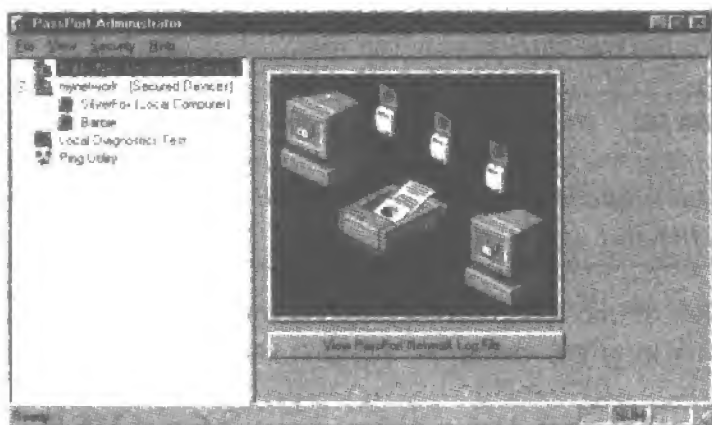 PassPort Administrator
File View Security Help
mynetwork [Secured Devices]
SilverFox (Local Computer)
Barbie
Local Diagnostics Test
Ping Utility
View PassPort Network Log File
Ready
NUM